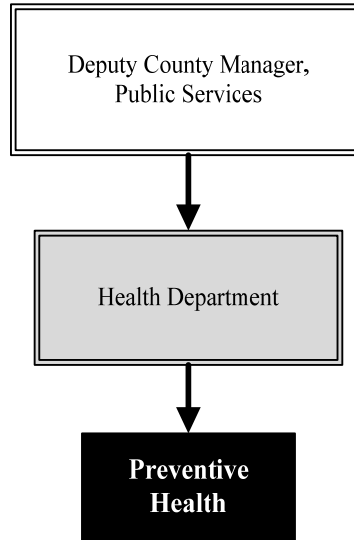 Deputy County Manager,
Public Services
Health Department
Preventive
Health